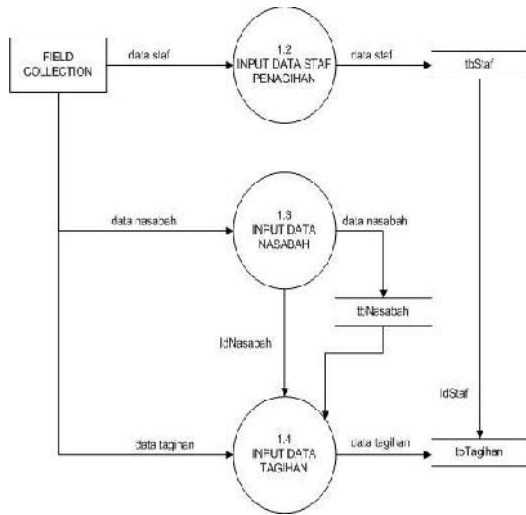 FIELD
COLLECTION
data staf
1.2
INPUT DATA STAF
PENAGIHAN
data staf
tbStaf
data nasabah
1.3
INPUT DATA
NASABAH
data nasabah
tbNasabah
IdNasabah
IdStaf
data tagihan
1.4
INPUT DATA
TAGIHAN
data tagihan
tbTagihan